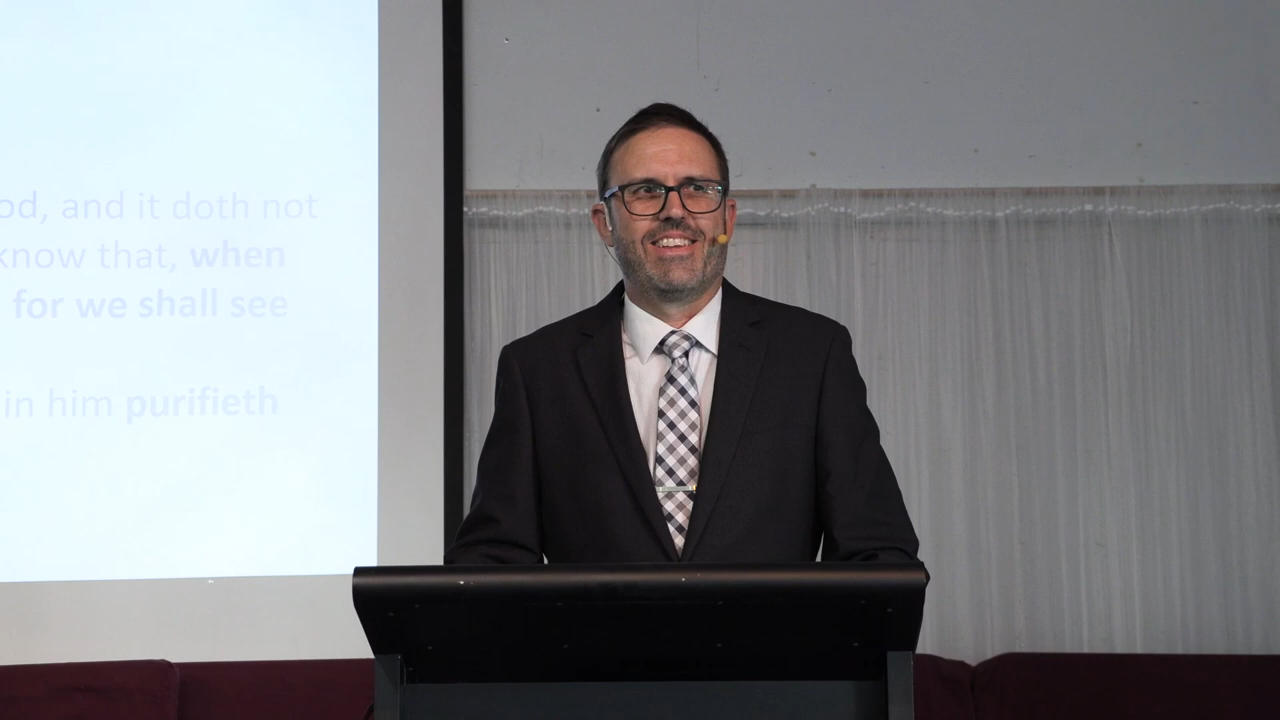 od, and it doth not
know that, when
for we shall see
in him purifieth